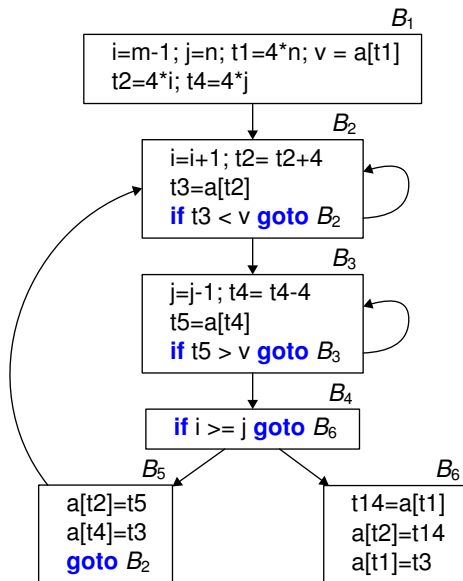 B1
i=m-1; j=n; t1=4*n; v = a[t1]
t2=4*i; t4=4*j
B2
i=i+1; t2= t2+4
t3=a[t2]
if t3 < v goto B2
B3
j=j-1; t4= t4-4
t5=a[t4]
if t5 > v goto B3
B4
if i >= j goto B6
B5
a[t2]=t5
a[t4]=t3
goto B2
B6
t14=a[t1]
a[t2]=t14
a[t1]=t3